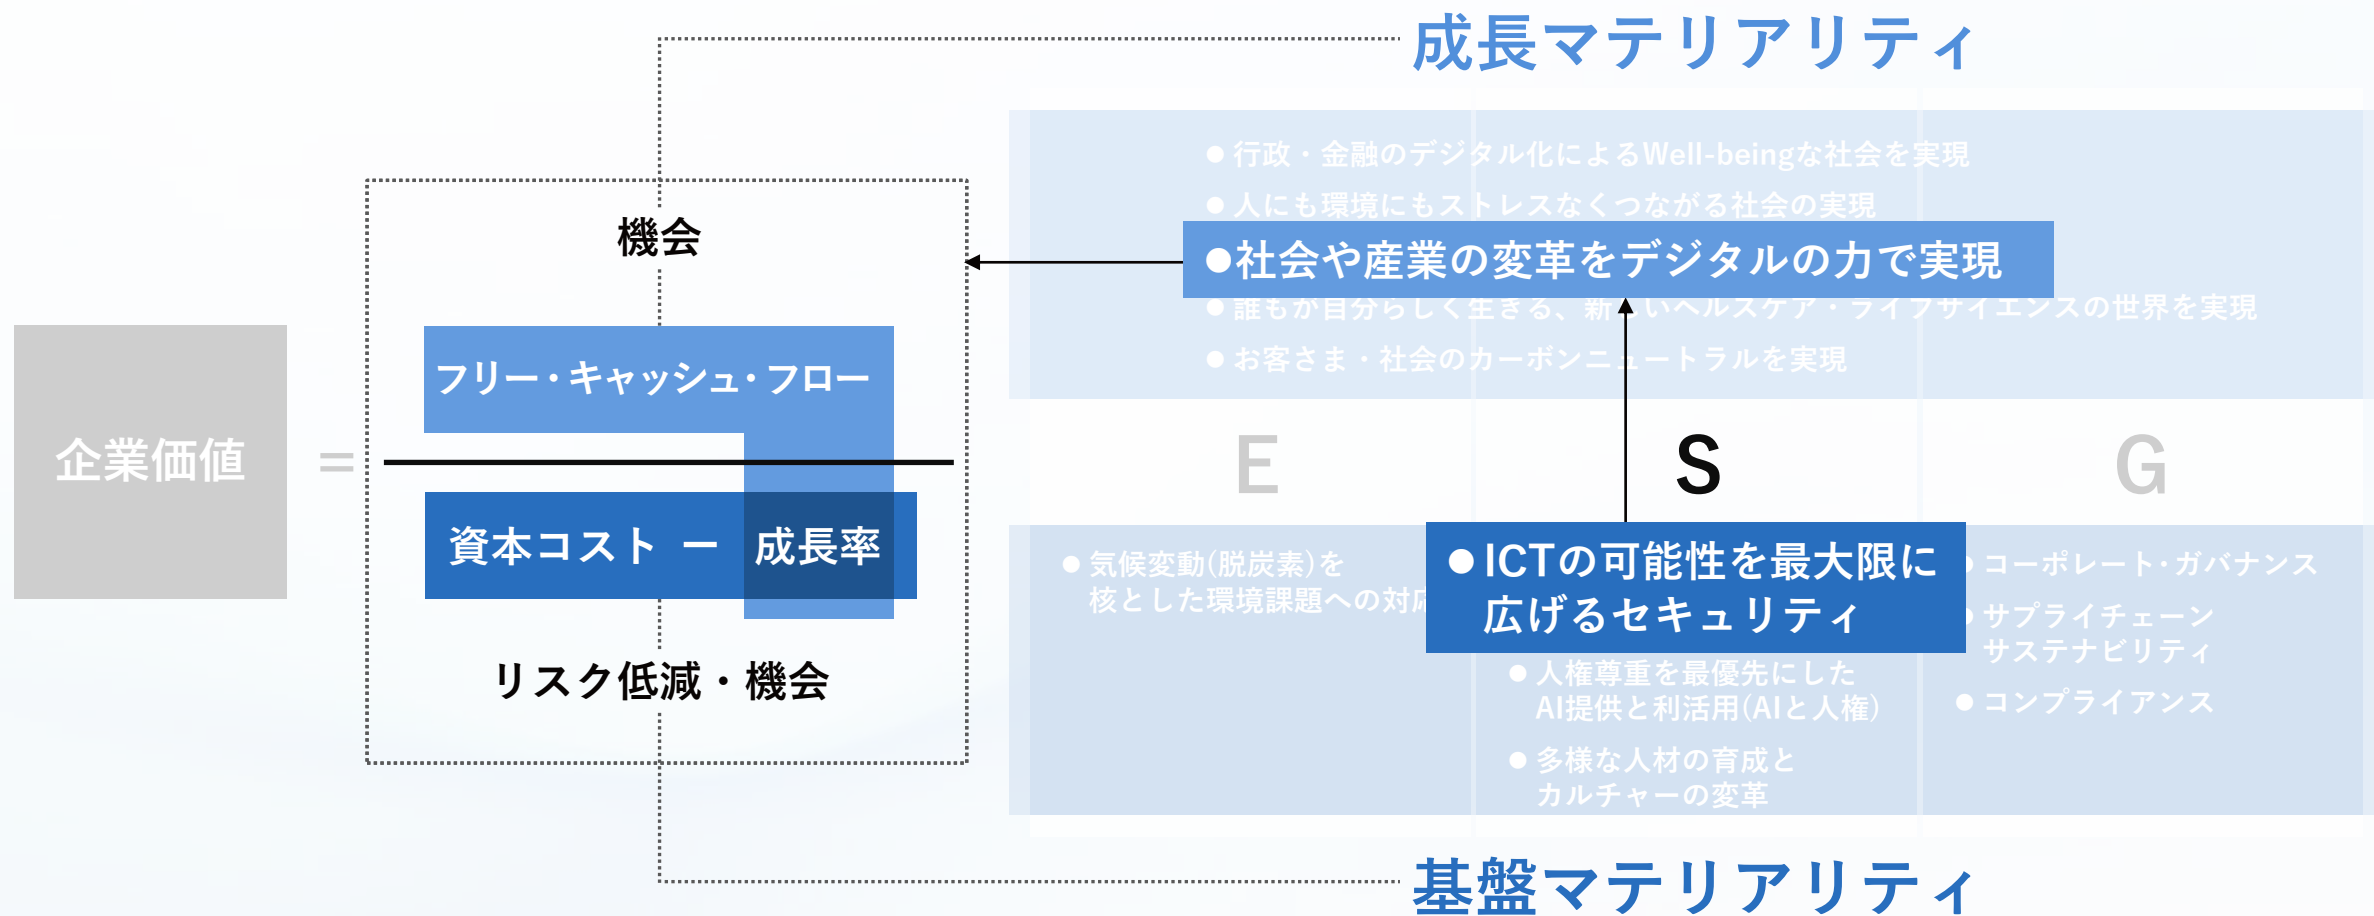 成長マテリアリティ
● 行政・金融のデジタル化によるWell-beingな社会を実現
● 人にも環境にもストレスなくつながる社会の実現
●社会や産業の変革をデジタルの力で実現
● 誰もが自分らしく生きる、新しいヘルスケア・ライフサイエンスの世界を実現
● お客さま・社会のカーボンニュートラルを実現
機会
フリー・キャッシュ・フロー
企業価値
=
資本コスト ー 成長率
リスク低減・機会
E
S
G
● 気候変動(脱炭素)を
核とした環境課題への対応
● ICTの可能性を最大限に
広げるセキュリティ
● 人権尊重を最優先にした
AI提供と利活用(AIと人権)
● 多様な人材の育成と
カルチャーの変革
● コーポレート・ガバナンス
● サプライチェーン
サステナビリティ
● コンプライアンス
基盤マテリアリティ